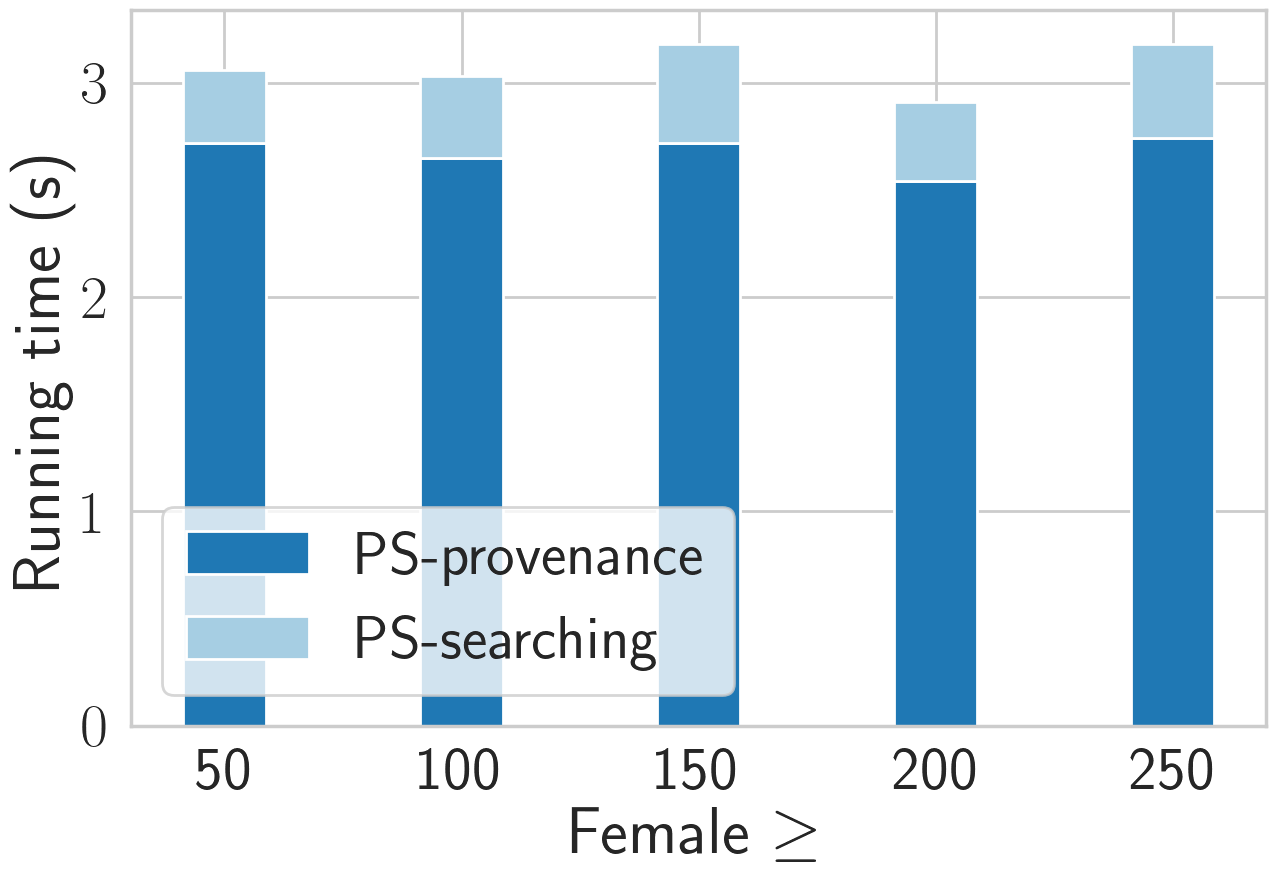 Running time (s)
3
2
1
0
PS-provenance
PS-searching
50 100 150 200 250
Female ≥